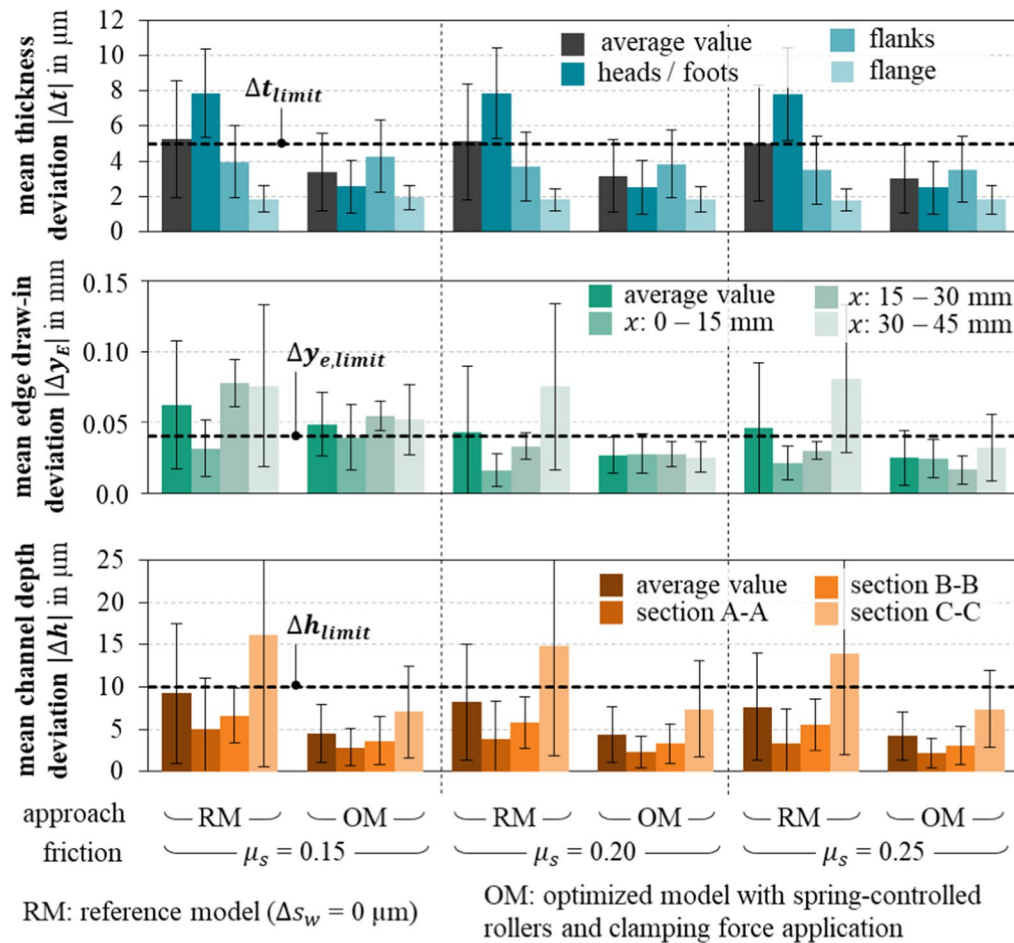 mean thickness
deviation |Δt| in μm
12
10
8
6
4
2
0
average value
heads / foots
flanks
flange
Δt_limit
mean edge draw-in
deviation |Δy_E| in mm
0.15
0.10
0.05
0.0
average value
x: 0 – 15 mm
x: 15 – 30 mm
x: 30 – 45 mm
Δy_e,limit
mean channel depth
deviation |Δh| in μm
25
20
15
10
5
0
average value
section A-A
section B-B
section C-C
Δh_limit
approach RM OM RM OM RM OM
friction μ_s = 0.15 μ_s = 0.20 μ_s = 0.25
RM: reference model (Δs_w = 0 μm)
OM: optimized model with spring-controlled
rollers and clamping force application